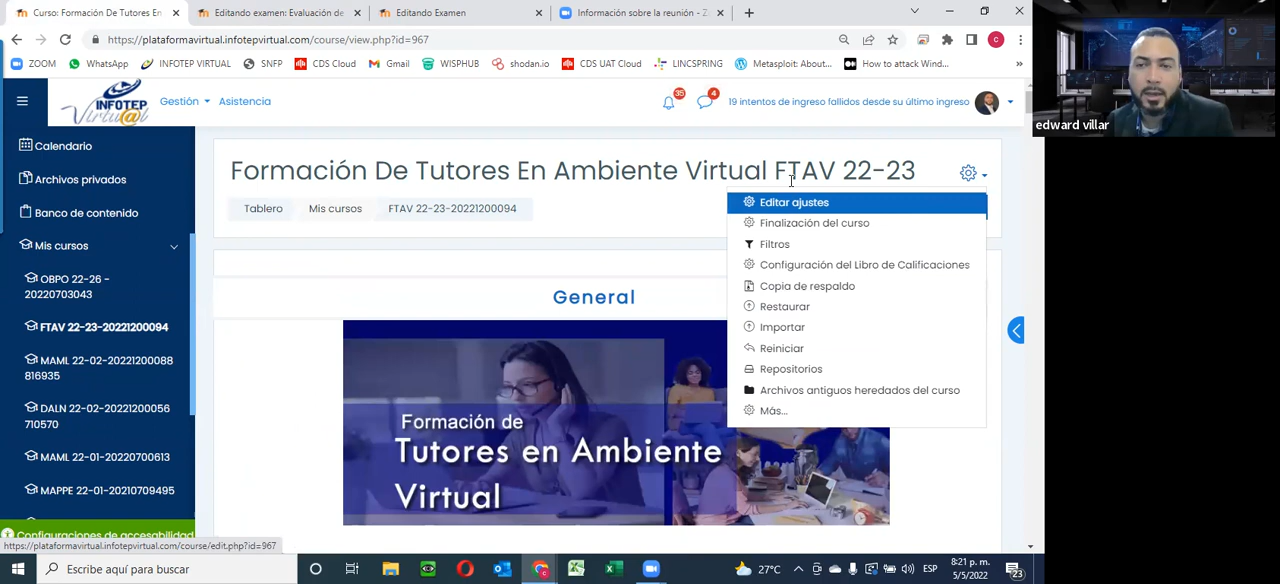 Curso: Formación De Tutores En
Editando examen: Evaluación de
Editando Examen
Información sobre la reunión - Z
https://plataformavirtual.infotepvirtual.com/course/view.php?id=967
ZOOM
WhatsApp
INFOTEP VIRTUAL
SNFP
CDS Cloud
Gmail
WISPHUB
shodan.io
CDS UAT Cloud
LINCSPRING
Metasploit: About...
How to attack Wind...
»
INFOTEP
Virtu@l
Gestión
Asistencia
35
4
19 intentos de ingreso fallidos desde su último ingreso
edward villar
Calendario
Archivos privados
Banco de contenido
Mis cursos
OBPO 22-26 -
20220703043
FTAV 22-23-20221200094
MAML 22-02-20221200088
816935
DALN 22-02-20221200056
710570
MAML 22-01-20220700613
MAPPE 22-01-20210709495
Configuraciones de accesibilidad
Formación De Tutores En Ambiente Virtual FTAV 22-23
Tablero
Mis cursos
FTAV 22-23-20221200094
Editar ajustes
Finalización del curso
Filtros
Configuración del Libro de Calificaciones
Copia de respaldo
Restaurar
Importar
Reiniciar
Repositorios
Archivos antiguos heredados del curso
Más...
General
Formación de
Tutores en Ambiente
Virtual
https://plataformavirtual.infotepvirtual.com/course/edit.php?id=967
Escribe aquí para buscar
27°C
ESP
8:21 p. m.
5/5/2022
23